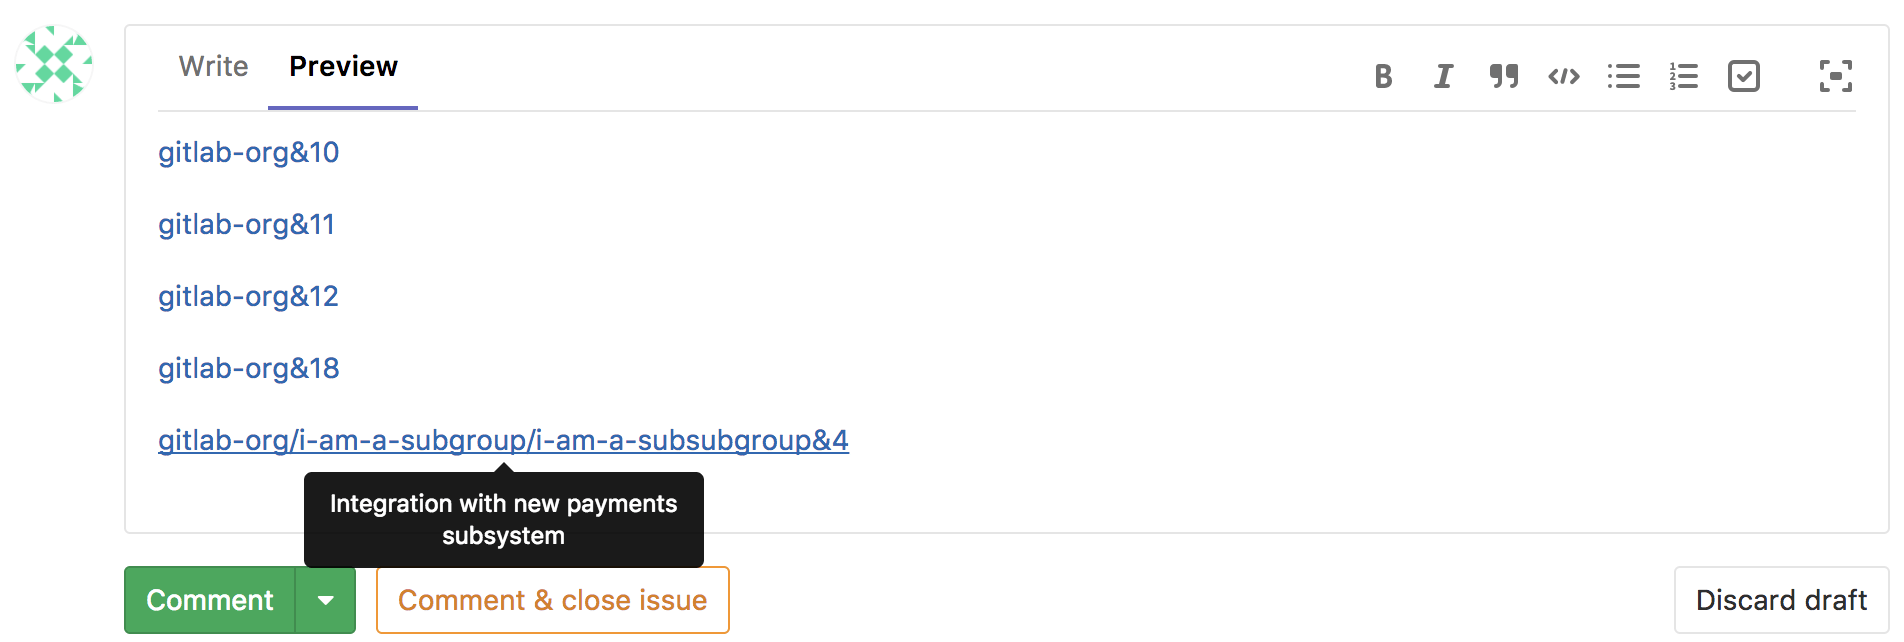 Write Preview
gitlab-org&10
gitlab-org&11
gitlab-org&12
gitlab-org&18
gitlab-org/i-am-a-subgroup/i-am-a-subsubgroup&4
Integration with new payments
subsystem
Comment Comment & close issue Discard draft